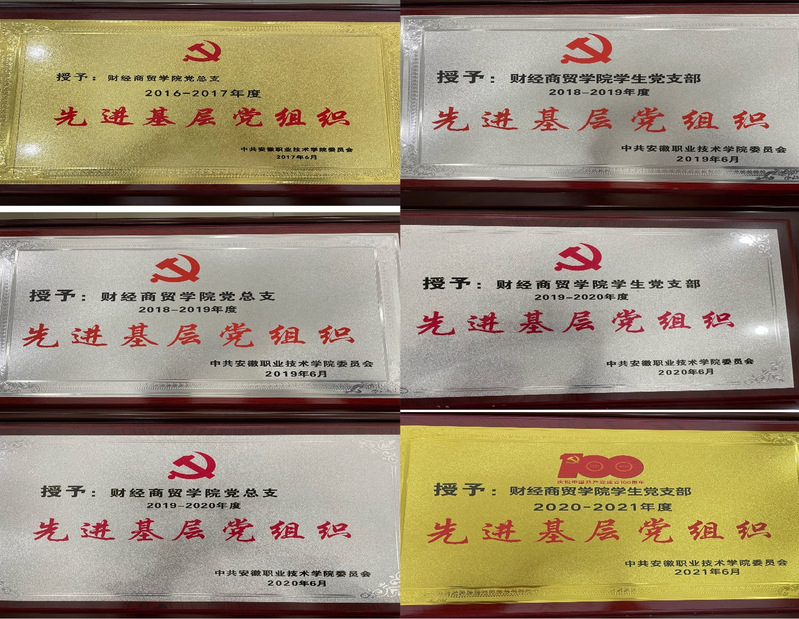 授予：财经商贸学院党总支
2016-2017年度
先进基层党组织
中共安徽职业技术学院委员会
2017年6月
授予：财经商贸学院学生党支部
2018-2019年度
先进基层党组织
中共安徽职业技术学院委员会
2019年6月
授予：财经商贸学院党总支
2018-2019年度
先进基层党组织
中共安徽职业技术学院委员会
2019年6月
授予：财经商贸学院学生党支部
2019-2020年度
先进基层党组织
中共安徽职业技术学院委员会
2020年6月
授予：财经商贸学院党总支
2019-2020年度
先进基层党组织
中共安徽职业技术学院委员会
2020年6月
100
庆祝中国共产党成立100周年
授予：财经商贸学院学生党支部
2020-2021年度
先进基层党组织
中共安徽职业技术学院委员会
2021年6月